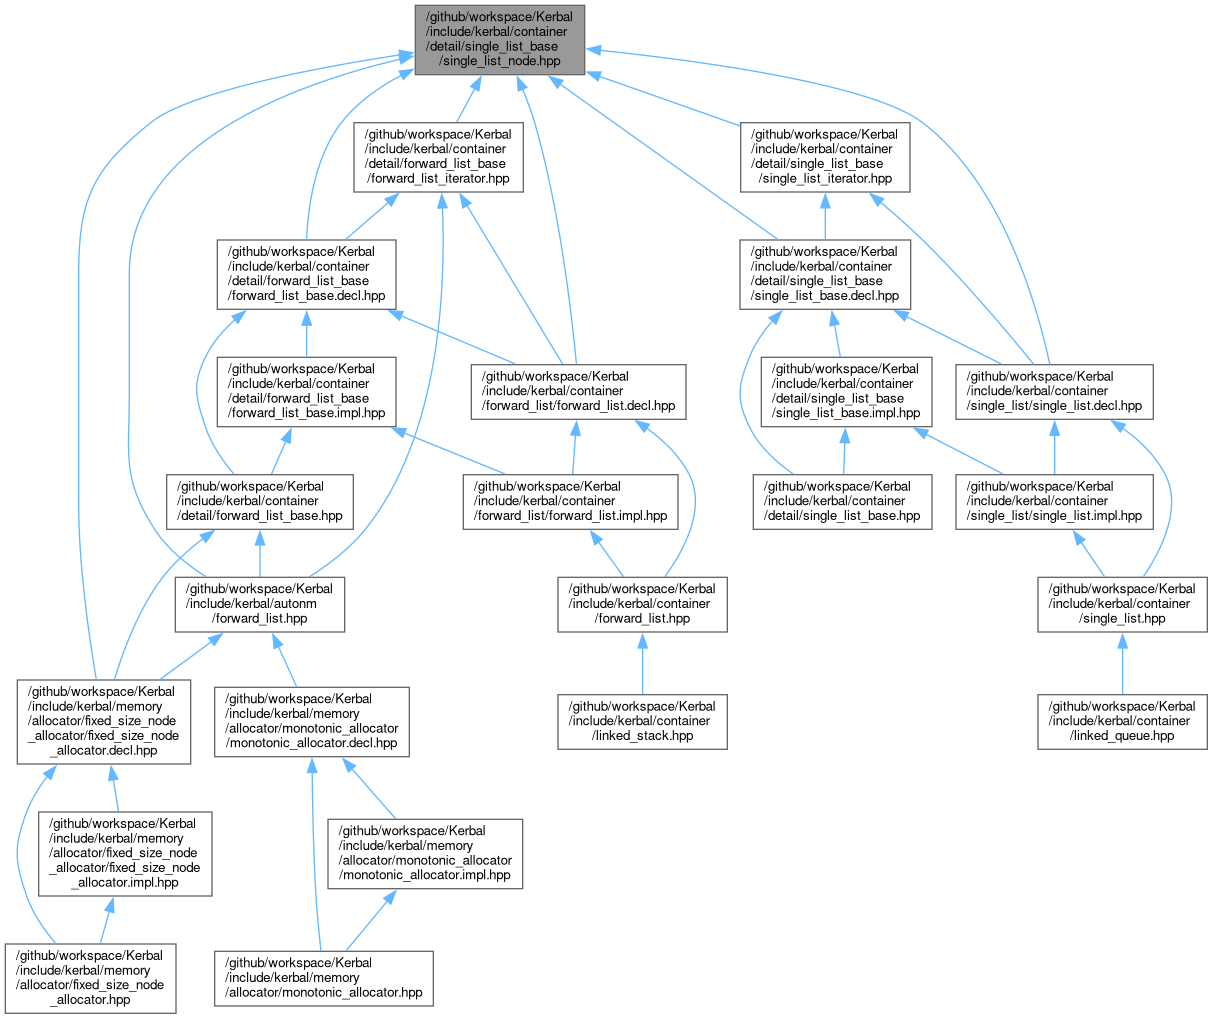 /github/workspace/Kerbal
/include/kerbal/container
/detail/single_list_base
/single_list_node.hpp
/github/workspace/Kerbal
/include/kerbal/container
/detail/forward_list_base
/forward_list_iterator.hpp
/github/workspace/Kerbal
/include/kerbal/container
/detail/single_list_base
/single_list_iterator.hpp
/github/workspace/Kerbal
/include/kerbal/container
/detail/forward_list_base
/forward_list_base.decl.hpp
/github/workspace/Kerbal
/include/kerbal/container
/detail/single_list_base
/single_list_base.decl.hpp
/github/workspace/Kerbal
/include/kerbal/container
/detail/forward_list_base
/forward_list_base.impl.hpp
/github/workspace/Kerbal
/include/kerbal/container
/forward_list/forward_list.decl.hpp
/github/workspace/Kerbal
/include/kerbal/container
/detail/single_list_base
/single_list_base.impl.hpp
/github/workspace/Kerbal
/include/kerbal/container
/single_list/single_list.decl.hpp
/github/workspace/Kerbal
/include/kerbal/container
/detail/forward_list_base.hpp
/github/workspace/Kerbal
/include/kerbal/container
/forward_list/forward_list.impl.hpp
/github/workspace/Kerbal
/include/kerbal/container
/detail/single_list_base.hpp
/github/workspace/Kerbal
/include/kerbal/container
/single_list/single_list.impl.hpp
/github/workspace/Kerbal
/include/kerbal/autonm
/forward_list.hpp
/github/workspace/Kerbal
/include/kerbal/container
/forward_list.hpp
/github/workspace/Kerbal
/include/kerbal/container
/single_list.hpp
/github/workspace/Kerbal
/include/kerbal/memory
/allocator/fixed_size_node
_allocator/fixed_size_node
_allocator.decl.hpp
/github/workspace/Kerbal
/include/kerbal/memory
/allocator/monotonic_allocator
/monotonic_allocator.decl.hpp
/github/workspace/Kerbal
/include/kerbal/container
/linked_stack.hpp
/github/workspace/Kerbal
/include/kerbal/container
/linked_queue.hpp
/github/workspace/Kerbal
/include/kerbal/memory
/allocator/fixed_size_node
_allocator/fixed_size_node
_allocator.impl.hpp
/github/workspace/Kerbal
/include/kerbal/memory
/allocator/monotonic_allocator
/monotonic_allocator.impl.hpp
/github/workspace/Kerbal
/include/kerbal/memory
/allocator/fixed_size_node
_allocator.hpp
/github/workspace/Kerbal
/include/kerbal/memory
/allocator/monotonic_allocator.hpp